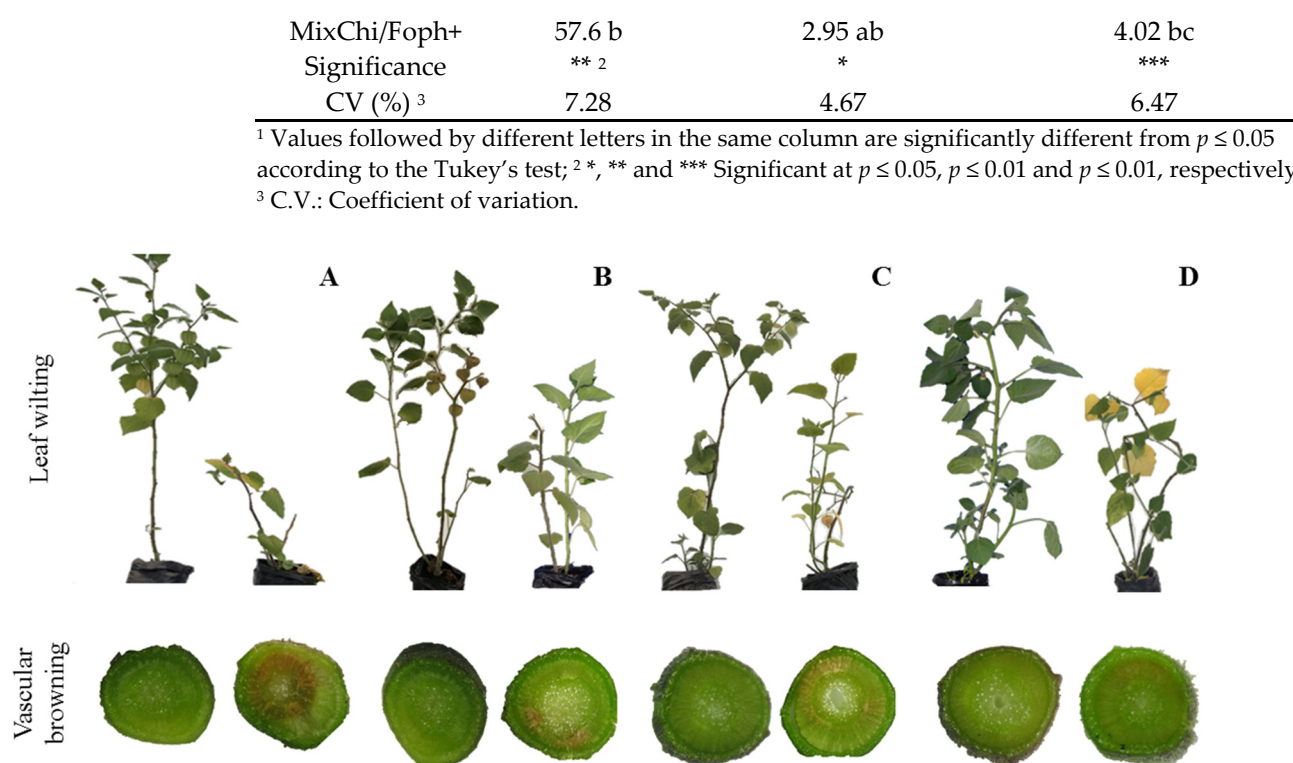 MixChi/Foph+ 57.6 b 2.95 ab 4.02 bc
Significance ** 2 * ***
CV (%) 3 7.28 4.67 6.47
1 Values followed by different letters in the same column are significantly different from p ≤ 0.05
according to the Tukey’s test; 2 *, ** and *** Significant at p ≤ 0.05, p ≤ 0.01 and p ≤ 0.01, respectively
3 C.V.: Coefficient of variation.
A B C D
Leaf wilting
Vascular
browning